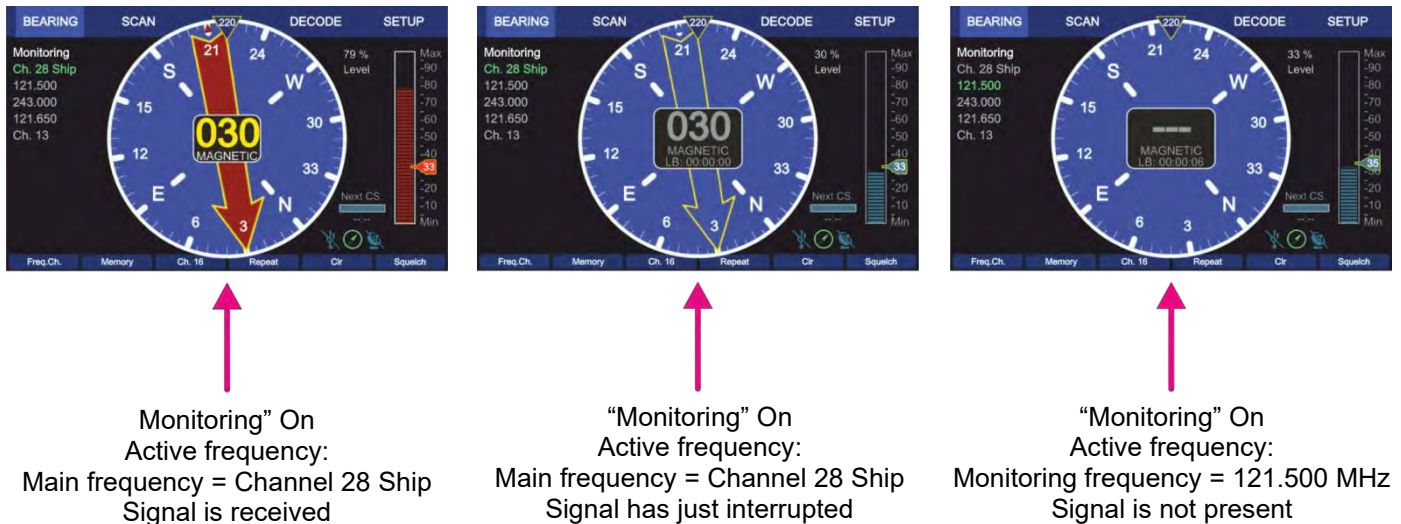 BEARING SCAN 220 DECODE SETUP
Monitoring
Ch. 28 Ship
121.500
243.000
121.650
Ch. 13
21
24
S
W
15
30
12
33
E
N
6
3
030
MAGNETIC
79 %
Level
Max
-90
-80
-70
-60
-50
-40
33
-20
-10
Min
Next CS.
--:--
Freq.Ch. Memory Ch. 16 Repeat Clr Squelch
BEARING SCAN 220 DECODE SETUP
Monitoring
Ch. 28 Ship
121.500
243.000
121.650
Ch. 13
21
24
S
W
15
30
12
33
E
N
6
3
030
MAGNETIC
LB: 00:00:00
30 %
Level
Max
-90
-80
-70
-60
-50
-40
33
-20
-10
Min
Next CS.
--:--
Freq.Ch. Memory Ch. 16 Repeat Clr Squelch
BEARING SCAN 220 DECODE SETUP
Monitoring
Ch. 28 Ship
121.500
243.000
121.650
Ch. 13
21
24
S
W
15
30
12
33
E
N
6
3
---
MAGNETIC
LB: 00:00:06
33 %
Level
Max
-90
-80
-70
-60
-50
-40
35
-20
-10
Min
Next CS.
--:--
Freq.Ch. Memory Ch. 16 Repeat Clr Squelch
Monitoring” On
Active frequency:
Main frequency = Channel 28 Ship
Signal is received
“Monitoring” On
Active frequency:
Main frequency = Channel 28 Ship
Signal has just interrupted
“Monitoring” On
Active frequency:
Monitoring frequency = 121.500 MHz
Signal is not present